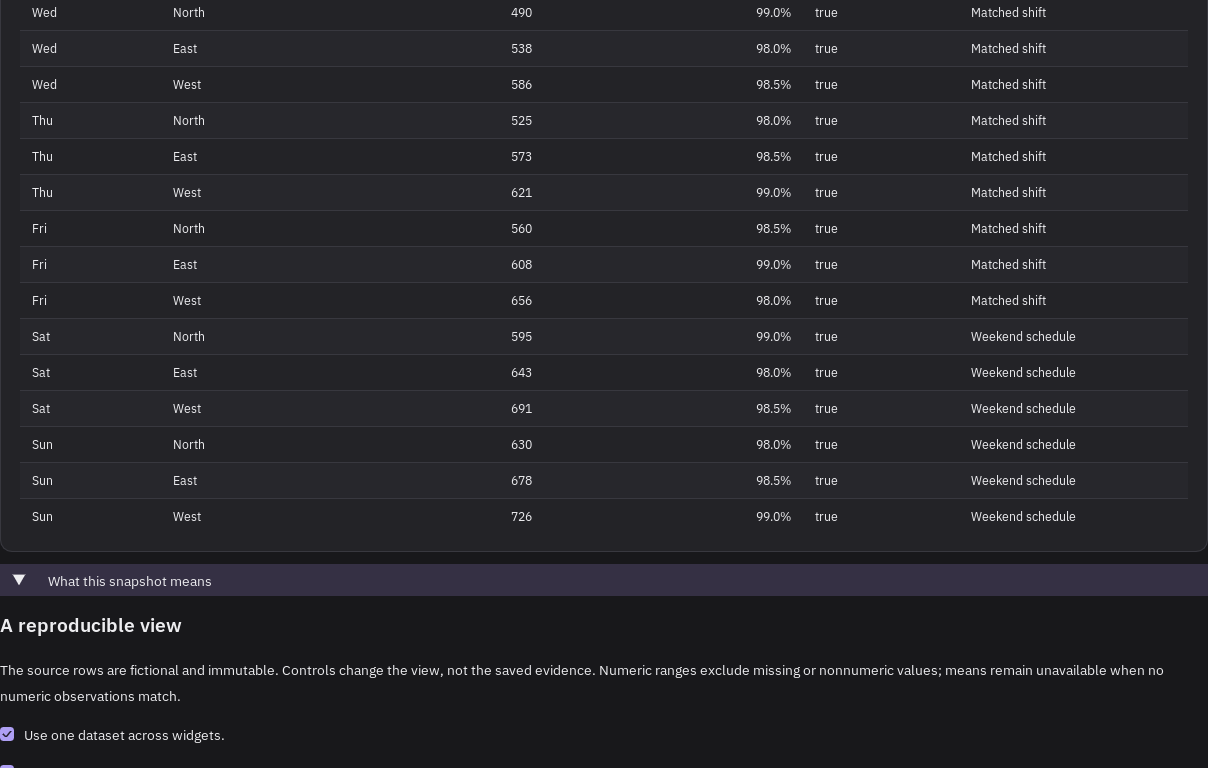 Wed North 490 99.0% true Matched shift
Wed East 538 98.0% true Matched shift
Wed West 586 98.5% true Matched shift
Thu North 525 98.0% true Matched shift
Thu East 573 98.5% true Matched shift
Thu West 621 99.0% true Matched shift
Fri North 560 98.5% true Matched shift
Fri East 608 99.0% true Matched shift
Fri West 656 98.0% true Matched shift
Sat North 595 99.0% true Weekend schedule
Sat East 643 98.0% true Weekend schedule
Sat West 691 98.5% true Weekend schedule
Sun North 630 98.0% true Weekend schedule
Sun East 678 98.5% true Weekend schedule
Sun West 726 99.0% true Weekend schedule
What this snapshot means
A reproducible view
The source rows are fictional and immutable. Controls change the view, not the saved evidence. Numeric ranges exclude missing or nonnumeric values; means remain unavailable when no
numeric observations match.
Use one dataset across widgets.